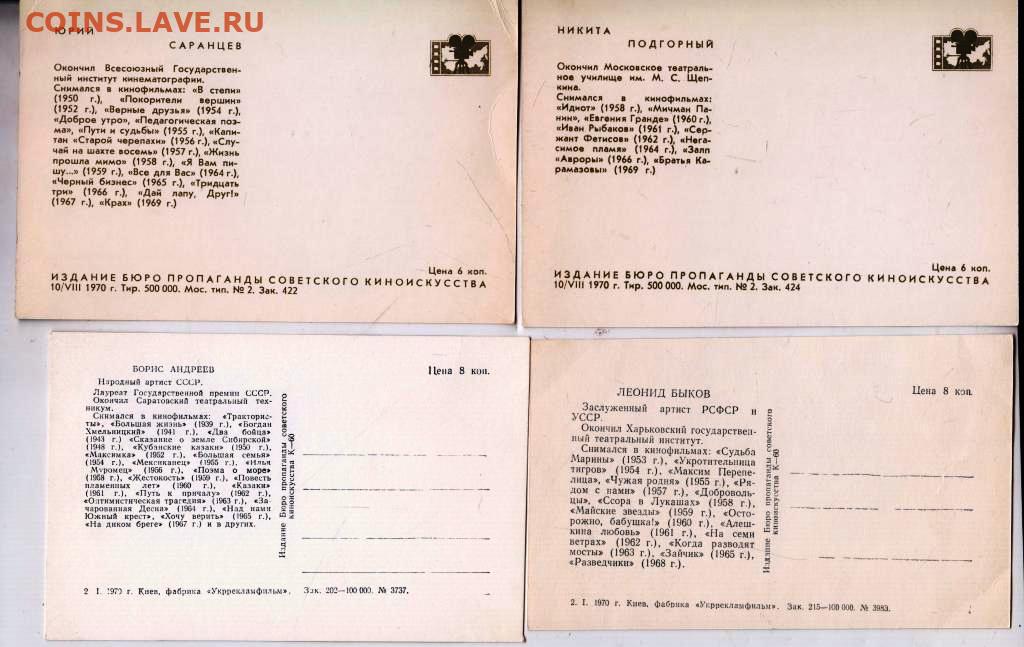 COINS.LAVE.RU
ЮРИЙ
САРАНЦЕВ
Окончил Всесоюзный Государствен-
ный институт кинематографии.
Снимался в кинофильмах: «В степи»
(1950 г.), «Покорители вершин»
(1952 г.), «Верные друзья» (1954 г.),
«Доброе утро», «Педагогическая поэ-
ма», «Пути и судьбы» (1955 г.), «Капи-
тан «Старой черепахи» (1956 г.), «Слу-
чай на шахте восемь» (1957 г.), «Жизнь
прошла мимо» (1958 г.), «Я Вам пи-
шу...» (1959 г.), «Все для Вас» (1964 г.),
«Черный бизнес» (1965 г.), «Тридцать
три» (1966 г.), «Дай лапу, Друг!»
(1967 г.), «Крах» (1969 г.)
Цена 6 коп.
ИЗДАНИЕ БЮРО ПРОПАГАНДЫ СОВЕТСКОГО КИНОИСКУССТВА
10/VIII 1970 г. Тир. 500 000. Мос. тип. № 2. Зак. 422
НИКИТА
ПОДГОРНЫЙ
Окончил Московское театраль-
ное училище им. М. С. Щеп-
кина.
Снимался в кинофильмах:
«Идиот» (1958 г.), «Мичман Па-
нин», «Евгения Гранде» (1960 г.),
«Иван Рыбаков» (1961 г.), «Сер-
жант Фетисов» (1962 г.), «Нега-
симое пламя» (1964 г.), «Залп
«Авроры» (1966 г.), «Братья Ка-
рамазовы» (1969 г.)
Цена 6 коп.
ИЗДАНИЕ БЮРО ПРОПАГАНДЫ СОВЕТСКОГО КИНОИСКУССТВА
10/VIII 1970 г. Тир. 500 000. Мос. тип. № 2. Зак. 424
БОРИС АНДРЕЕВ
Народный артист СССР.
Лауреат Государственной премии СССР.
Окончил Саратовский театральный тех-
никум.
Снимался в кинофильмах: «Трактори-
сты», «Большая жизнь» (1939 г.), «Богдан
Хмельницкий» (1941 г.), «Два бойца»
(1943 г.) «Сказание о земле Сибирской»
(1948 г.), «Кубанские казаки» (1950 г.),
«Максимка» (1952 г.), «Большая семья»
(1954 г.), «Мексиканец» (1955 г.), «Илья
Муромец» (1956 г.), «Поэма о море»
(1958 г.), «Жестокость» (1959 г.), «Повесть
пламенных лет» (1960 г.), «Казаки»
(1961 г.), «Путь к причалу» (1962 г.),
«Оптимистическая трагедия» (1963 г.), «За-
чарованная Десна» (1964 г.), «Над нами
Южный крест», «Хочу верить» (1965 г.),
«На диком бреге» (1967 г.) и в других.
Цена 8 коп.
Издание Бюро пропаганды советского
киноискусства К—60
2 I. 1970 г. Киев, фабрика «Укррекламфильм». Зак. 202—100 000. № 3737.
ЛЕОНИД БЫКОВ
Заслуженный артист РСФСР и
УССР.
Окончил Харьковский государствен-
ный театральный институт.
Снимался в кинофильмах: «Судьба
Марины» (1953 г.), «Укротительница
тигров» (1954 г.), «Максим Перепе-
лица», «Чужая родня» (1955 г.), «Ря-
дом с нами» (1957 г.), «Доброволь-
цы», «Ссора в Лукашах» (1958 г.),
«Майские звезды» (1959 г.), «Осто-
рожно, бабушка!» (1960 г.), «Алеш-
кина любовь» (1961 г.), «На семи
ветрах» (1962 г.), «Когда разводят
мосты» (1963 г.), «Зайчик» (1965 г.),
«Разведчики» (1968 г.).
Цена 8 коп.
Издание Бюро пропаганды советского
киноискусства К—60
2. I. 1970 г. Киев, фабрика «Укррекламфильм». Зак. 215—100 000. № 3983.